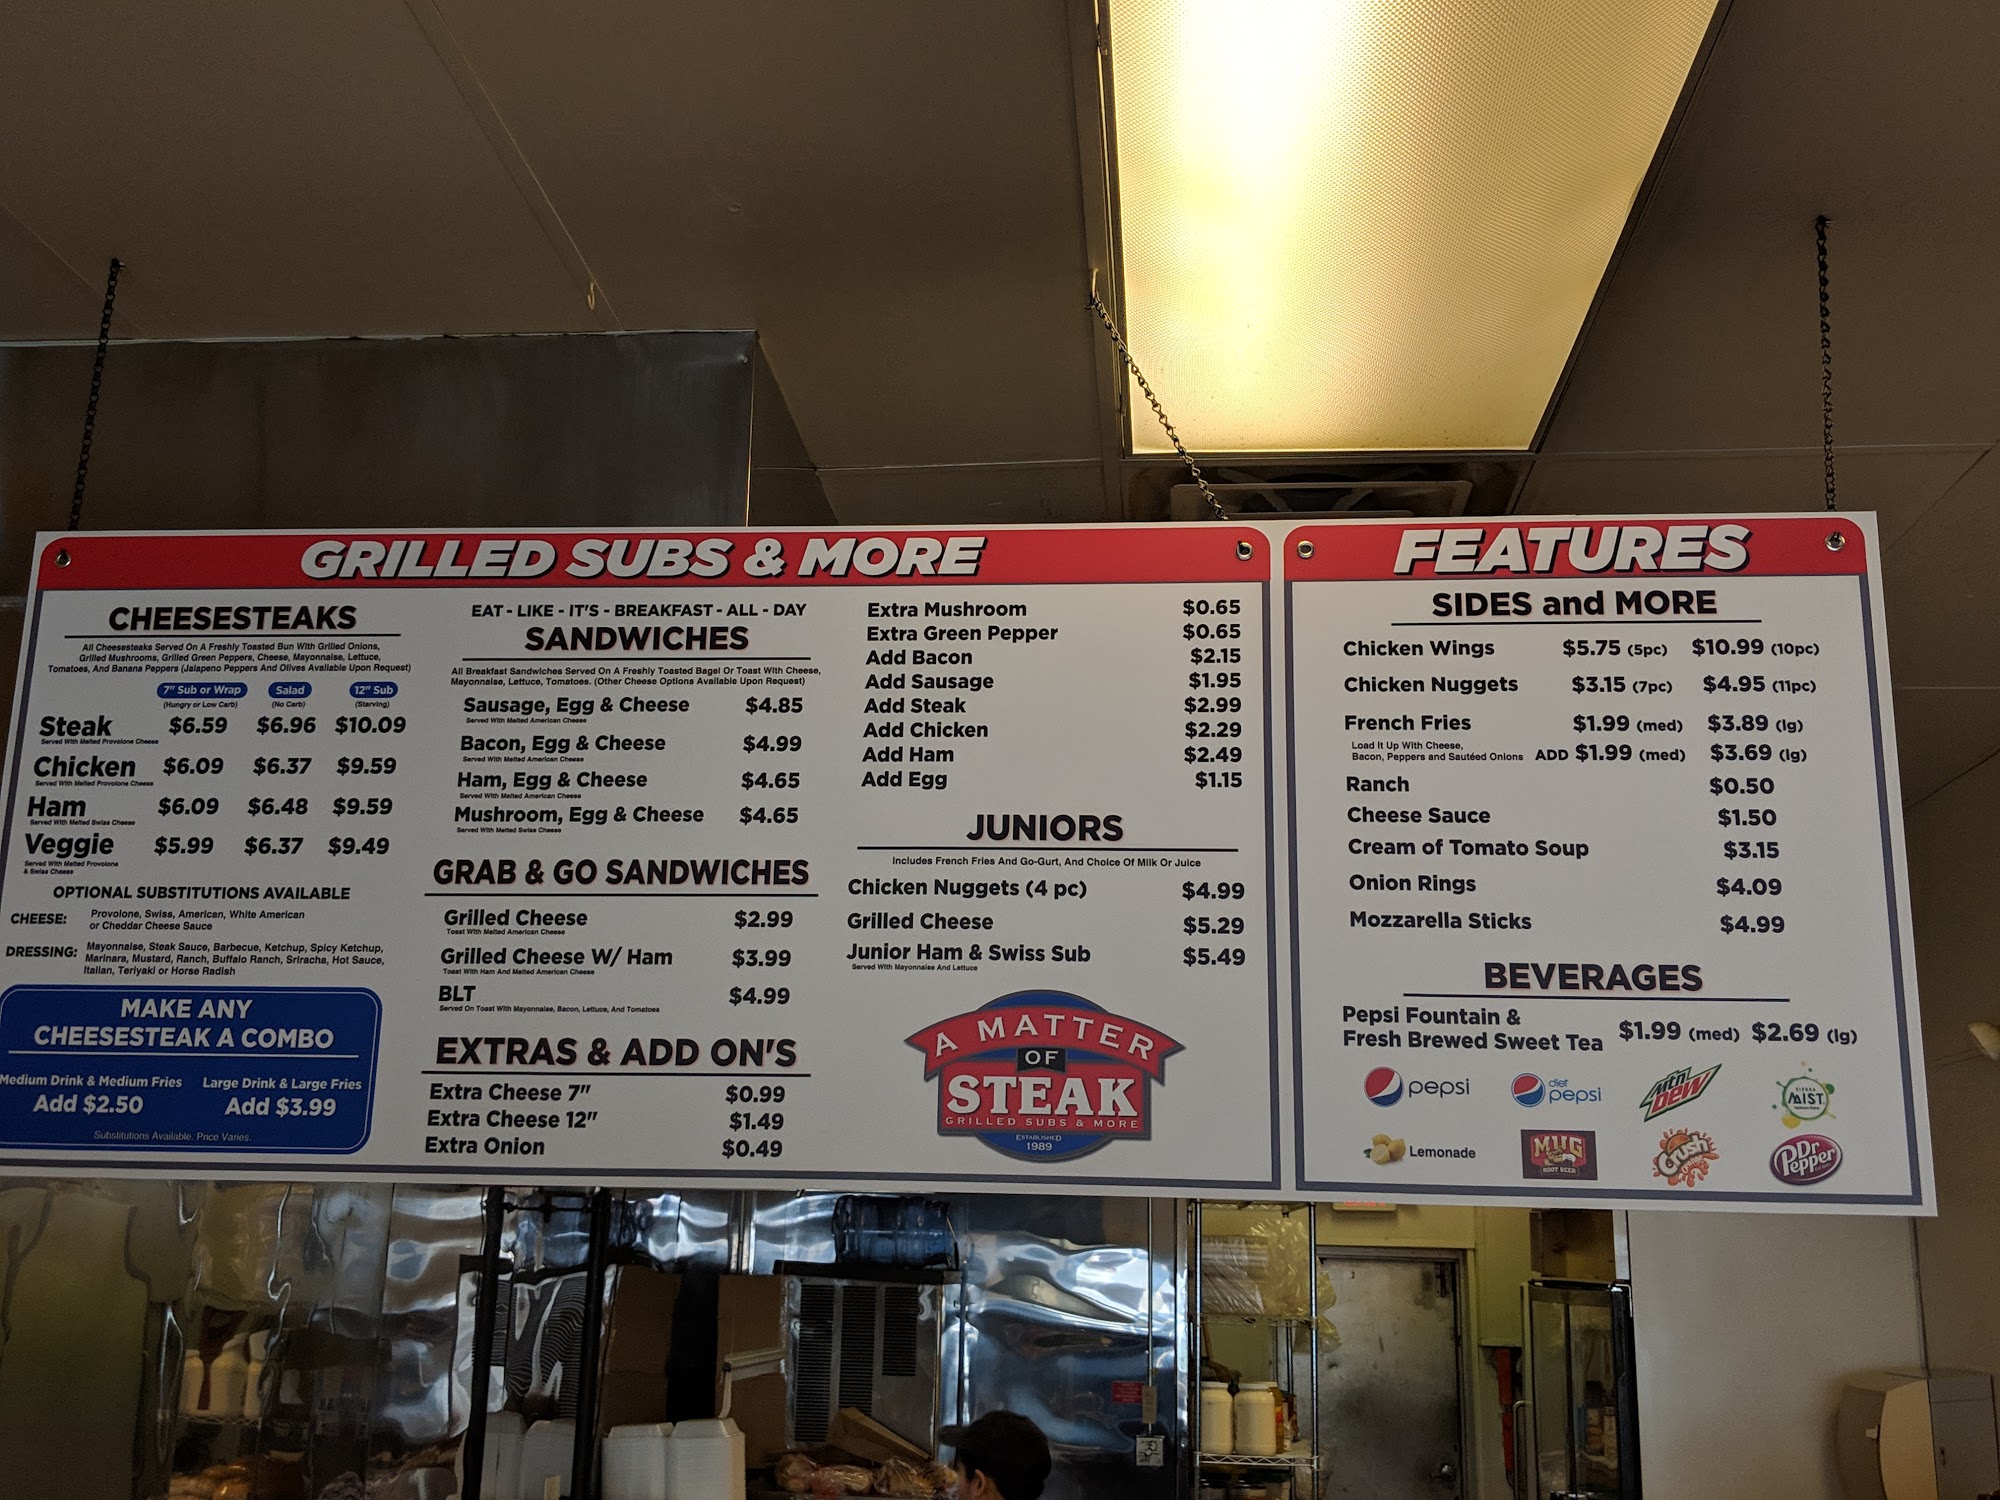 GRILLED SUBS & MORE
CHEESESTEAKS
All Cheesesteaks Served On A Freshly Toasted Bun With Grilled Onions,
Grilled Mushrooms, Grilled Green Peppers, Cheese, Mayonnaise, Lettuce,
Tomatoes, And Banana Peppers (Jalapeno Peppers And Olives Available Upon Request)
7" Sub or Wrap Salad 12" Sub
(Hungry or Low Carb) (No Carb) (Starving)
Steak $6.59 $6.96 $10.09
Served With Melted Provolone Cheese
Chicken $6.09 $6.37 $9.59
Served With Melted Provolone Cheese
Ham $6.09 $6.48 $9.59
Served With Melted Swiss Cheese
Veggie $5.99 $6.37 $9.49
Served With Melted Provolone
& Swiss Cheese
OPTIONAL SUBSTITUTIONS AVAILABLE
CHEESE: Provolone, Swiss, American, White American
or Cheddar Cheese Sauce
DRESSING: Mayonnaise, Steak Sauce, Barbecue, Ketchup, Spicy Ketchup,
Marinara, Mustard, Ranch, Buffalo Ranch, Sriracha, Hot Sauce,
Italian, Teriyaki or Horse Radish
MAKE ANY
CHEESESTEAK A COMBO
Medium Drink & Medium Fries Large Drink & Large Fries
Add $2.50 Add $3.99
Substitutions Available. Price Varies.
EAT - LIKE - IT'S - BREAKFAST - ALL - DAY
SANDWICHES
All Breakfast Sandwiches Served On A Freshly Toasted Bagel Or Toast With Cheese,
Mayonnaise, Lettuce, Tomatoes. (Other Cheese Options Available Upon Request)
Sausage, Egg & Cheese $4.85
Served With Melted American Cheese
Bacon, Egg & Cheese $4.99
Served With Melted American Cheese
Ham, Egg & Cheese $4.65
Served With Melted American Cheese
Mushroom, Egg & Cheese $4.65
Served With Melted Swiss Cheese
GRAB & GO SANDWICHES
Grilled Cheese $2.99
Toast With Melted American Cheese
Grilled Cheese W/ Ham $3.99
Toast With Ham And Melted American Cheese
BLT $4.99
Served On Toast With Mayonnaise, Bacon, Lettuce, And Tomatoes
EXTRAS & ADD ON'S
Extra Cheese 7" $0.99
Extra Cheese 12" $1.49
Extra Onion $0.49
Extra Mushroom $0.65
Extra Green Pepper $0.65
Add Bacon $2.15
Add Sausage $1.95
Add Steak $2.99
Add Chicken $2.29
Add Ham $2.49
Add Egg $1.15
JUNIORS
Includes French Fries And Go-Gurt, And Choice Of Milk Or Juice
Chicken Nuggets (4 pc) $4.99
Grilled Cheese $5.29
Junior Ham & Swiss Sub $5.49
Served With Mayonnaise And Lettuce
A MATTER
OF
STEAK
GRILLED SUBS & MORE
ESTABLISHED
1989
FEATURES
SIDES and MORE
Chicken Wings $5.75 (5pc) $10.99 (10pc)
Chicken Nuggets $3.15 (7pc) $4.95 (11pc)
French Fries $1.99 (med) $3.89 (lg)
Load It Up With Cheese,
Bacon, Peppers and Sautéed Onions ADD $1.99 (med) $3.69 (lg)
Ranch $0.50
Cheese Sauce $1.50
Cream of Tomato Soup $3.15
Onion Rings $4.09
Mozzarella Sticks $4.99
BEVERAGES
Pepsi Fountain &
Fresh Brewed Sweet Tea $1.99 (med) $2.69 (lg)
pepsi
diet
pepsi
Mtn
DEW
SIERRA
MIST
Lemonade
MUG
ROOT BEER
Crush
Dr
Pepper